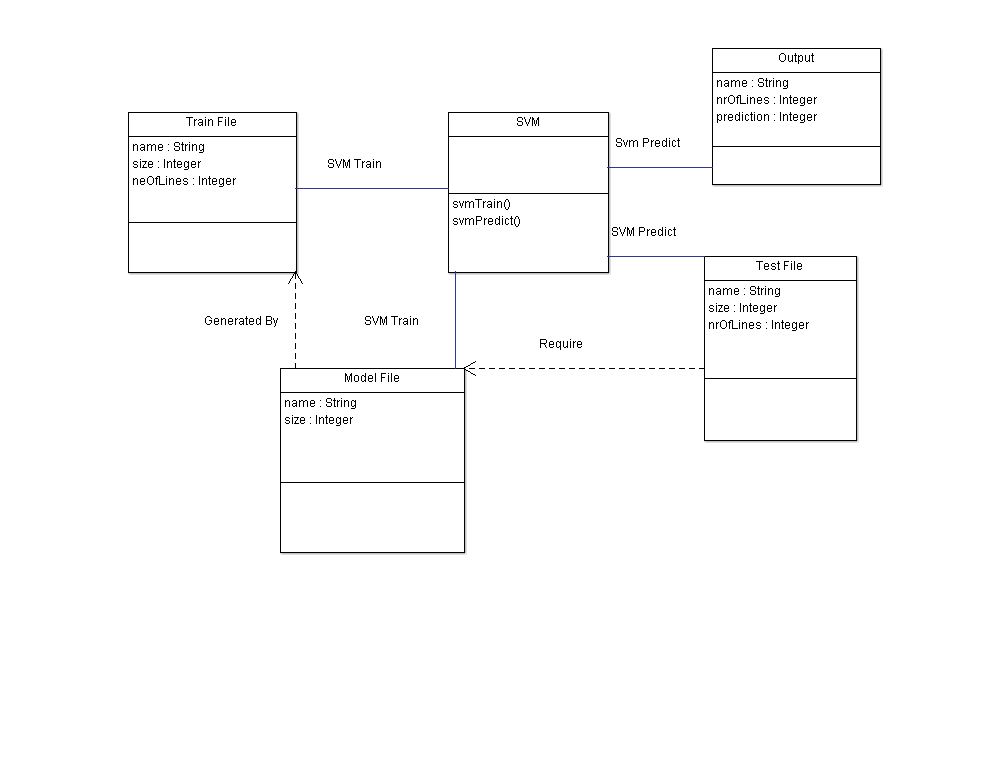 Output
name : String
nrOfLines : Integer
prediction : Integer
Train File
name : String
size : Integer
neOfLines : Integer
SVM Train
SVM
svmTrain()
svmPredict()
Svm Predict
SVM Predict
Test File
name : String
size : Integer
nrOfLines : Integer
Generated By
SVM Train
Require
Model File
name : String
size : Integer